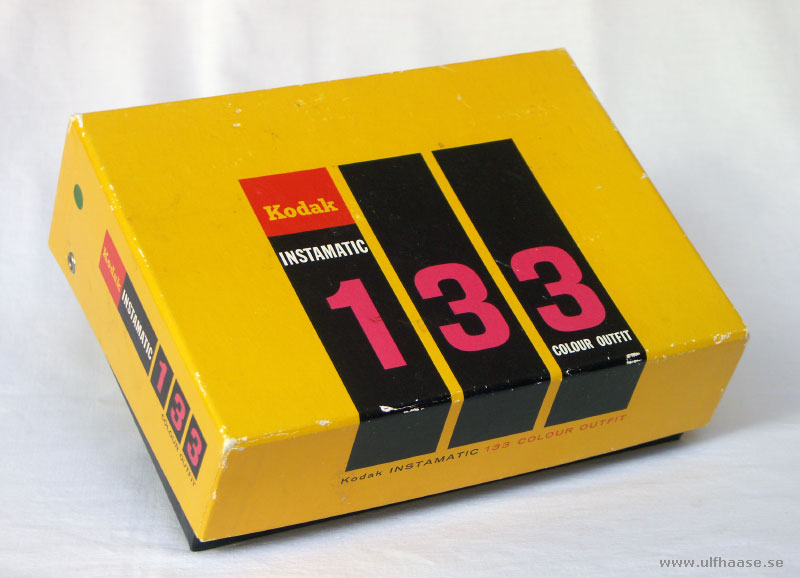 Kodak
INSTAMATIC
133
COLOUR OUTFIT
Kodak INSTAMATIC 133 COLOUR OUTFIT
Kodak
INSTAMATIC
133
COLOUR OUTFIT
www.ulfhaase.se